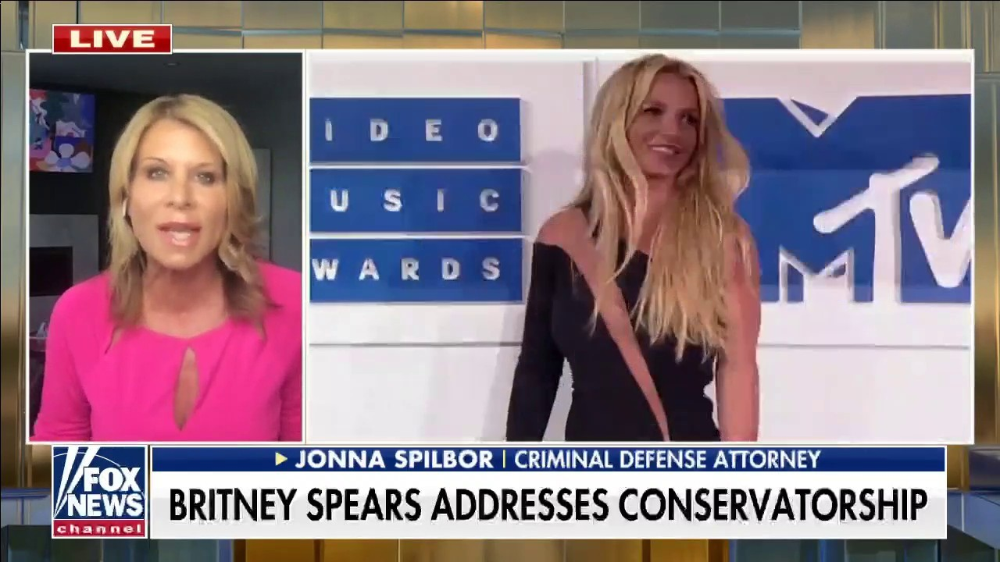 LIVE
IDEO
USIC
WARDS
MTV
JONNA SPILBOR | CRIMINAL DEFENSE ATTORNEY
FOX
NEWS
channel
BRITNEY SPEARS ADDRESSES CONSERVATORSHIP